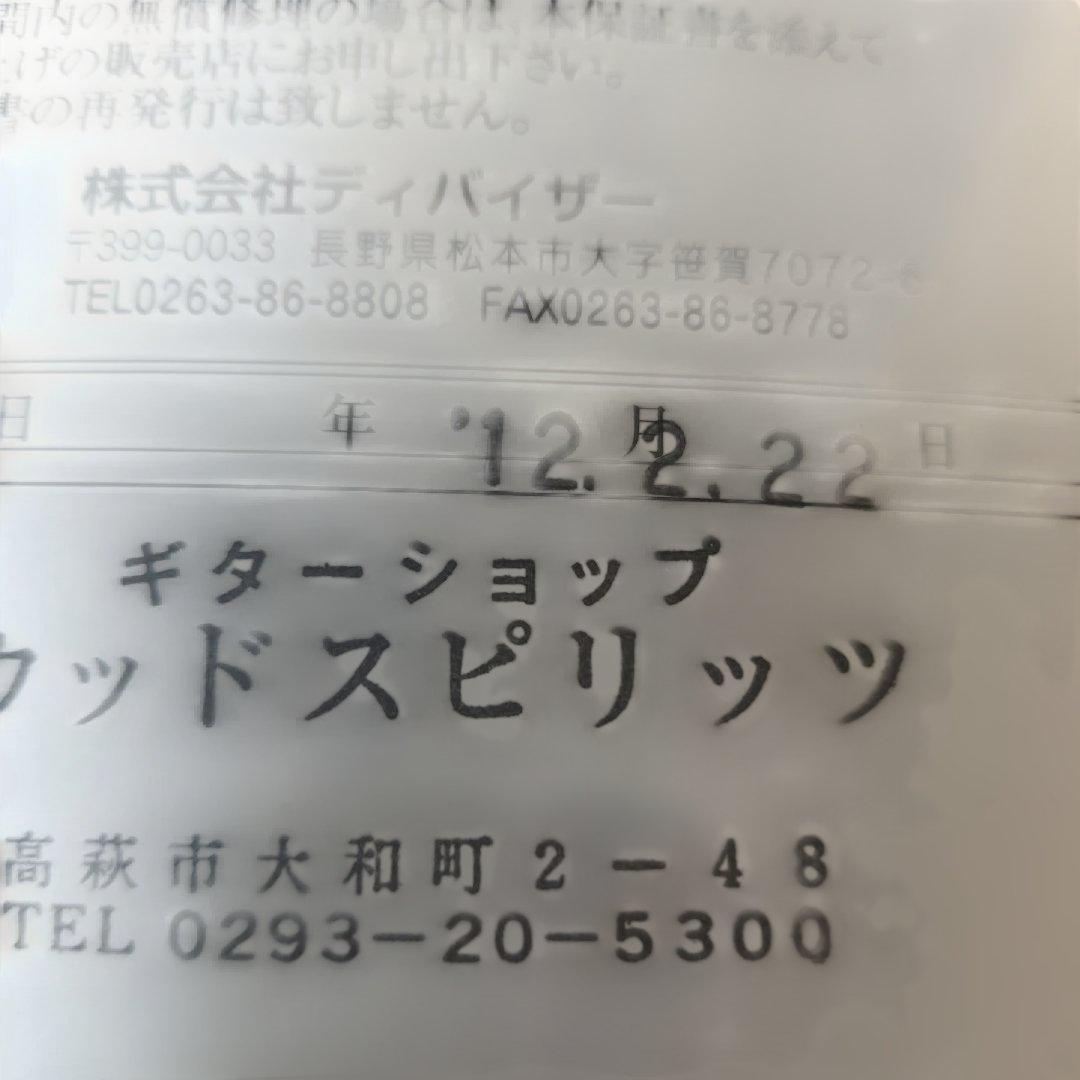 間内の無償修理の場合は、本保証書を添えて
上げの販売店にお申し出下さい。
書の再発行は致しません。
株式会社ディバイザー
〒399-0033 長野県松本市大字笹賀7072-6
TEL0263-86-8808 FAX0263-86-8778
日 年 月 日
'12.2.22
ギターショップ
ウッドスピリッツ
高萩市大和町2-48
TEL 0293-20-5300